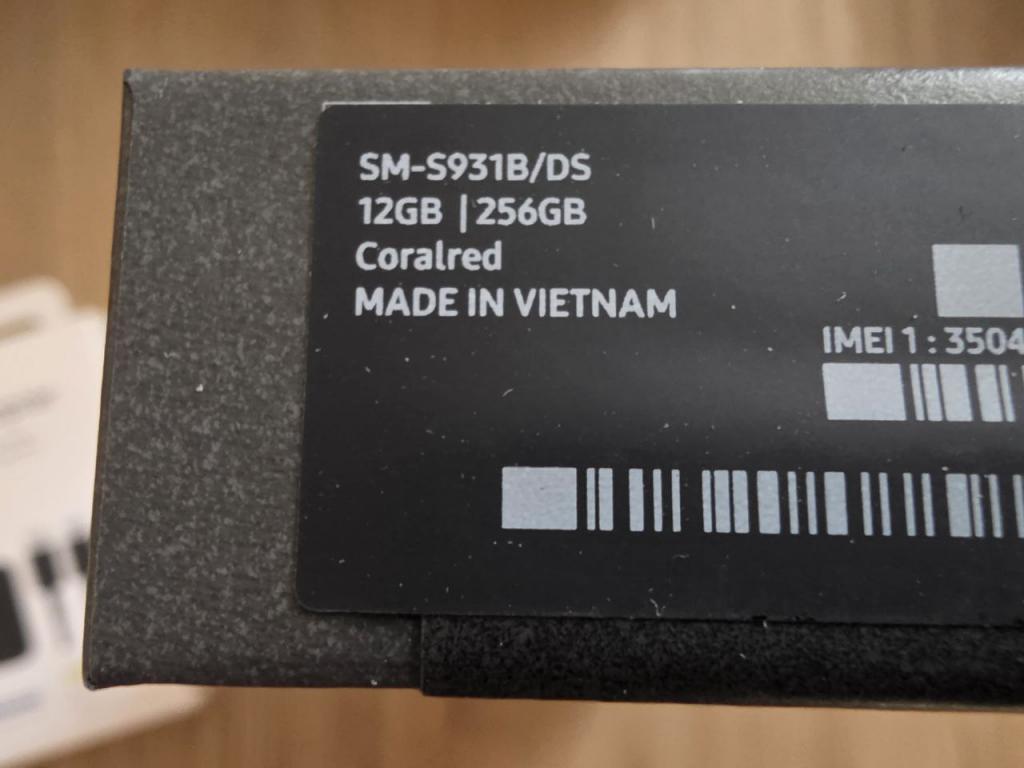 SM-S931B/DS
12GB | 256GB
Coralred
MADE IN VIETNAM
IMEI 1 : 3504